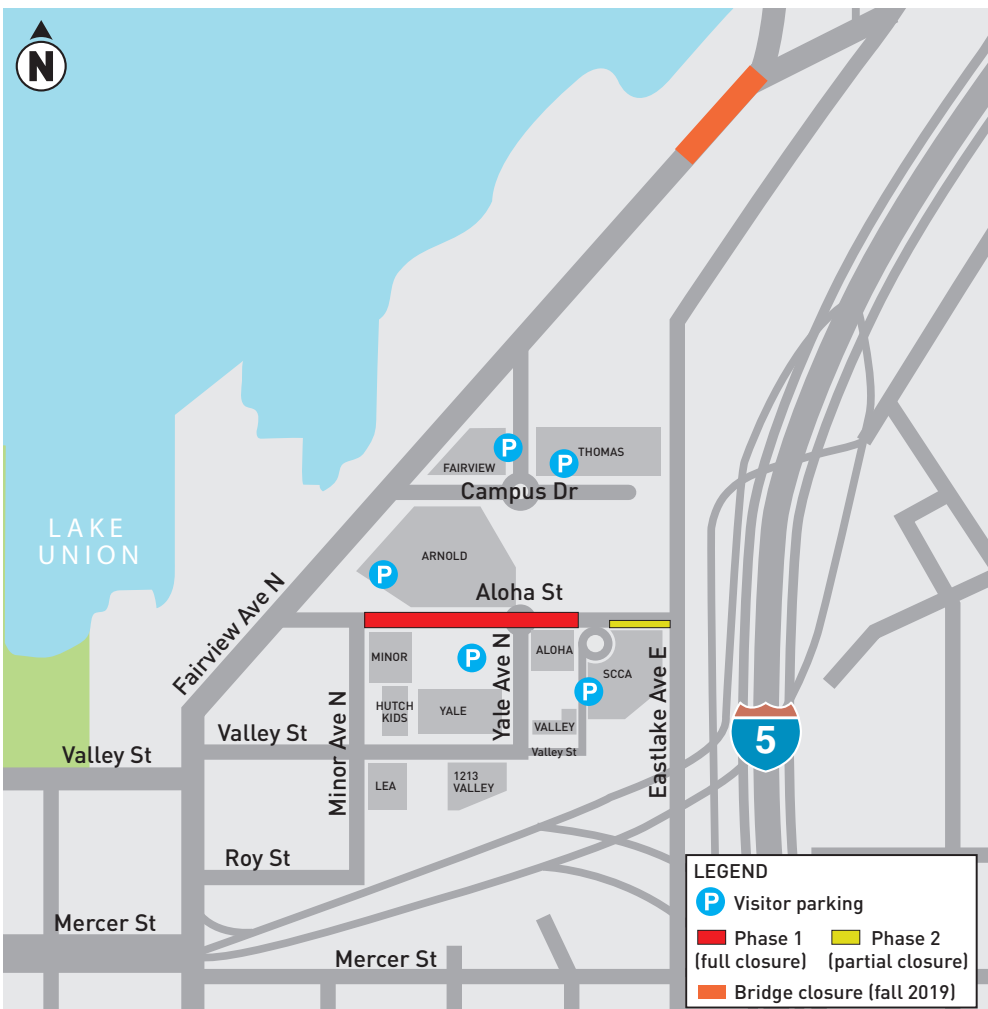 N
P
THOMAS
P
FAIRVIEW
Campus Dr
LAKE
UNION
ARNOLD
P
Aloha St
Fairview Ave N
MINOR
P
Yale Ave N
ALOHA
SCCA
P
HUTCH
KIDS
YALE
Minor Ave N
Eastlake Ave E
VALLEY
Valley St
Valley St
Valley St
5
LEA
1213
VALLEY
Roy St
Mercer St
Mercer St
LEGEND
P Visitor parking
Phase 1
(full closure)
Phase 2
(partial closure)
Bridge closure (fall 2019)